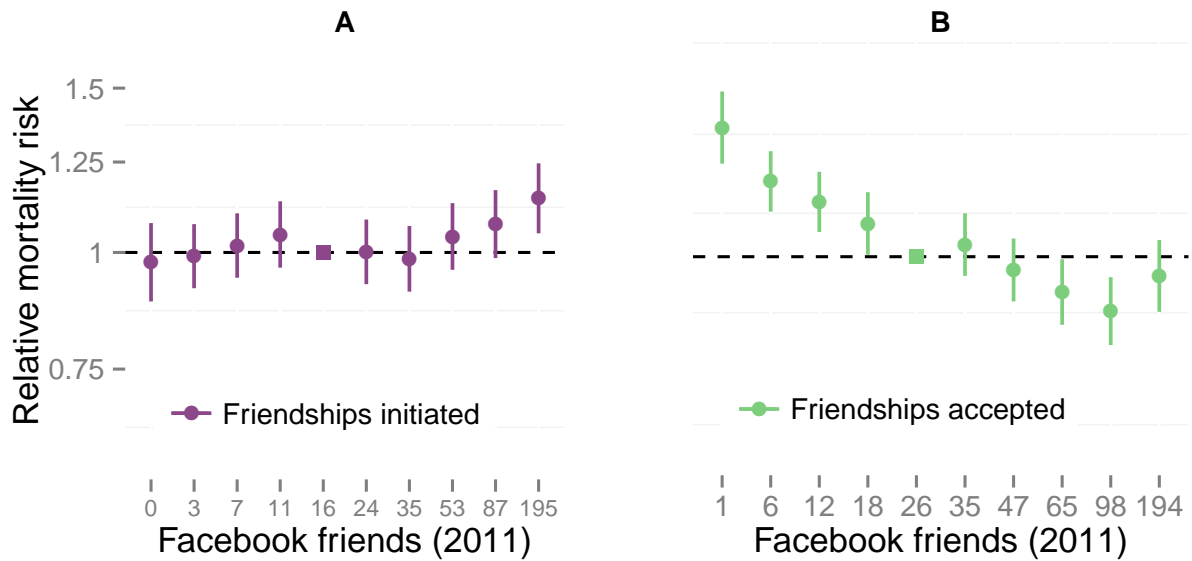 A
B
Relative mortality risk
1.5
1.25
1
0.75
Friendships initiated
Friendships accepted
0 3 7 11 16 24 35 53 87 195
1 6 12 18 26 35 47 65 98 194
Facebook friends (2011)
Facebook friends (2011)